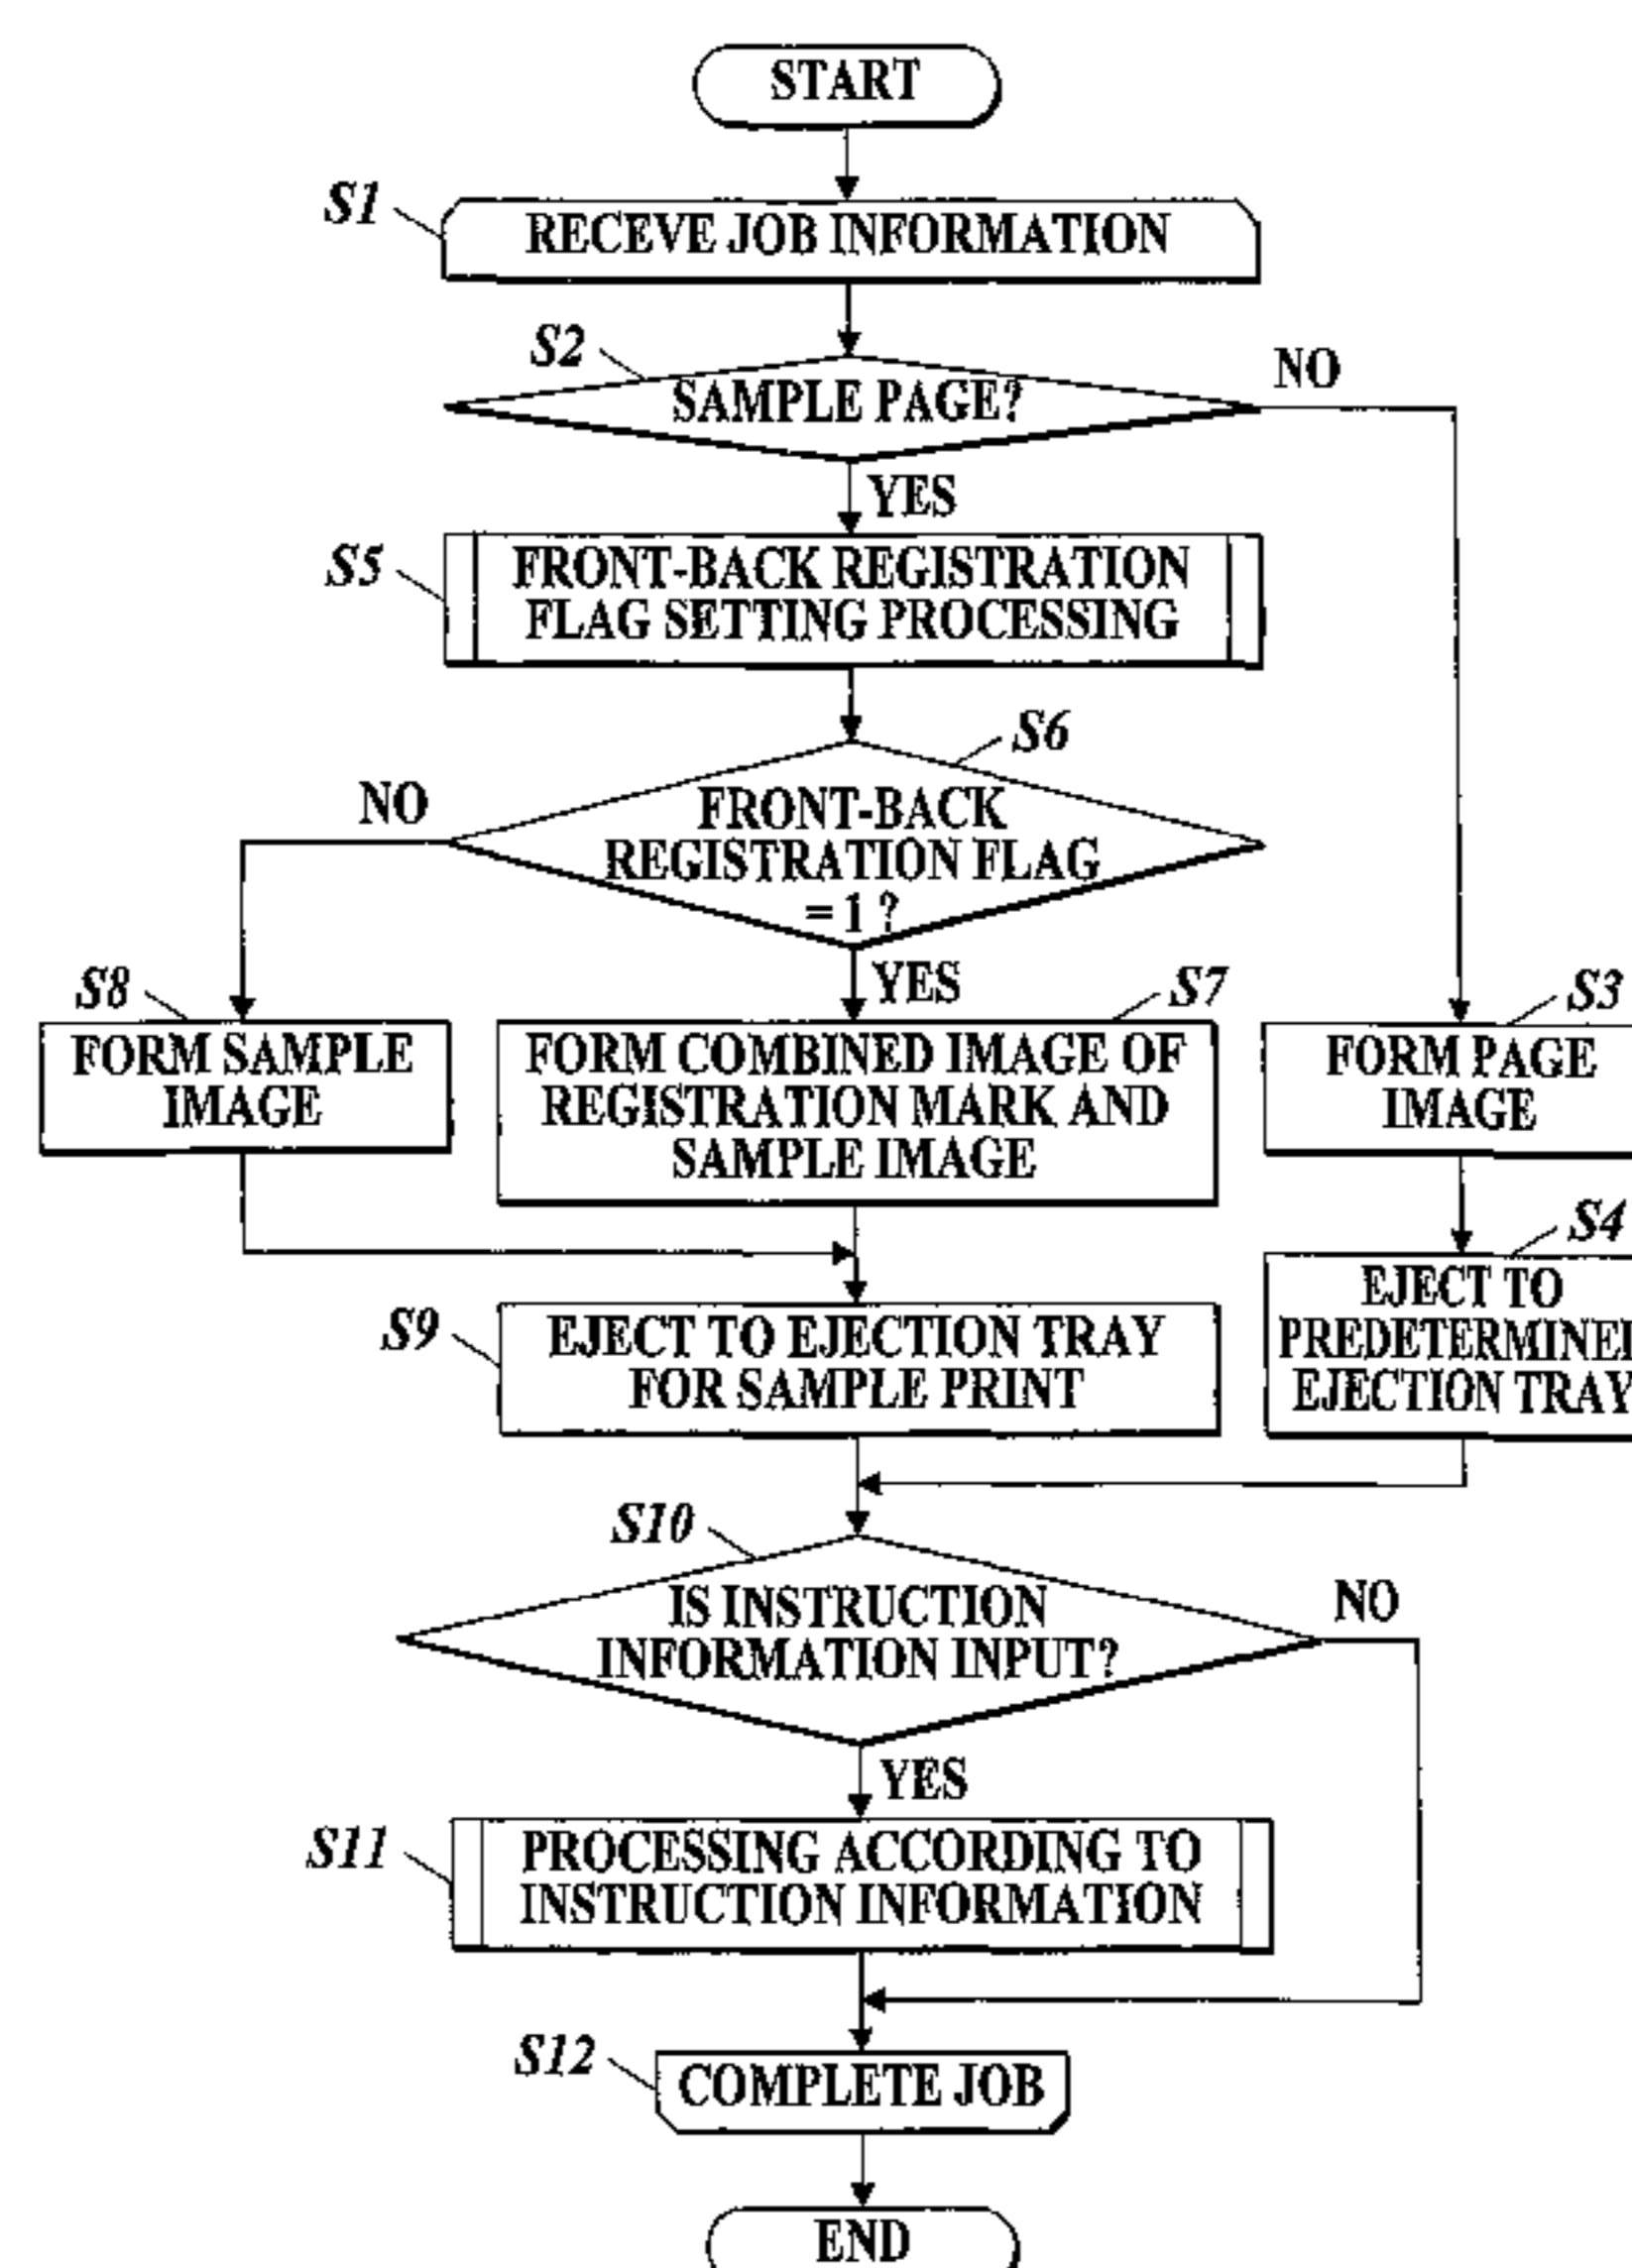 START
S1
RECEVE JOB INFORMATION
S2
SAMPLE PAGE?
NO
YES
S5
FRONT-BACK REGISTRATION
FLAG SETTING PROCESSING
S6
NO
FRONT-BACK
REGISTRATION FLAG
= 1 ?
YES
S8
FORM SAMPLE
IMAGE
S7
FORM COMBINED IMAGE OF
REGISTRATION MARK AND
SAMPLE IMAGE
S3
FORM PAGE
IMAGE
S4
EJECT TO
PREDETERMINED
EJECTION TRAY
S9
EJECT TO EJECTION TRAY
FOR SAMPLE PRINT
S10
IS INSTRUCTION
INFORMATION INPUT?
NO
YES
S11
PROCESSING ACCORDING TO
INSTRUCTION INFORMATION
S12
COMPLETE JOB
END